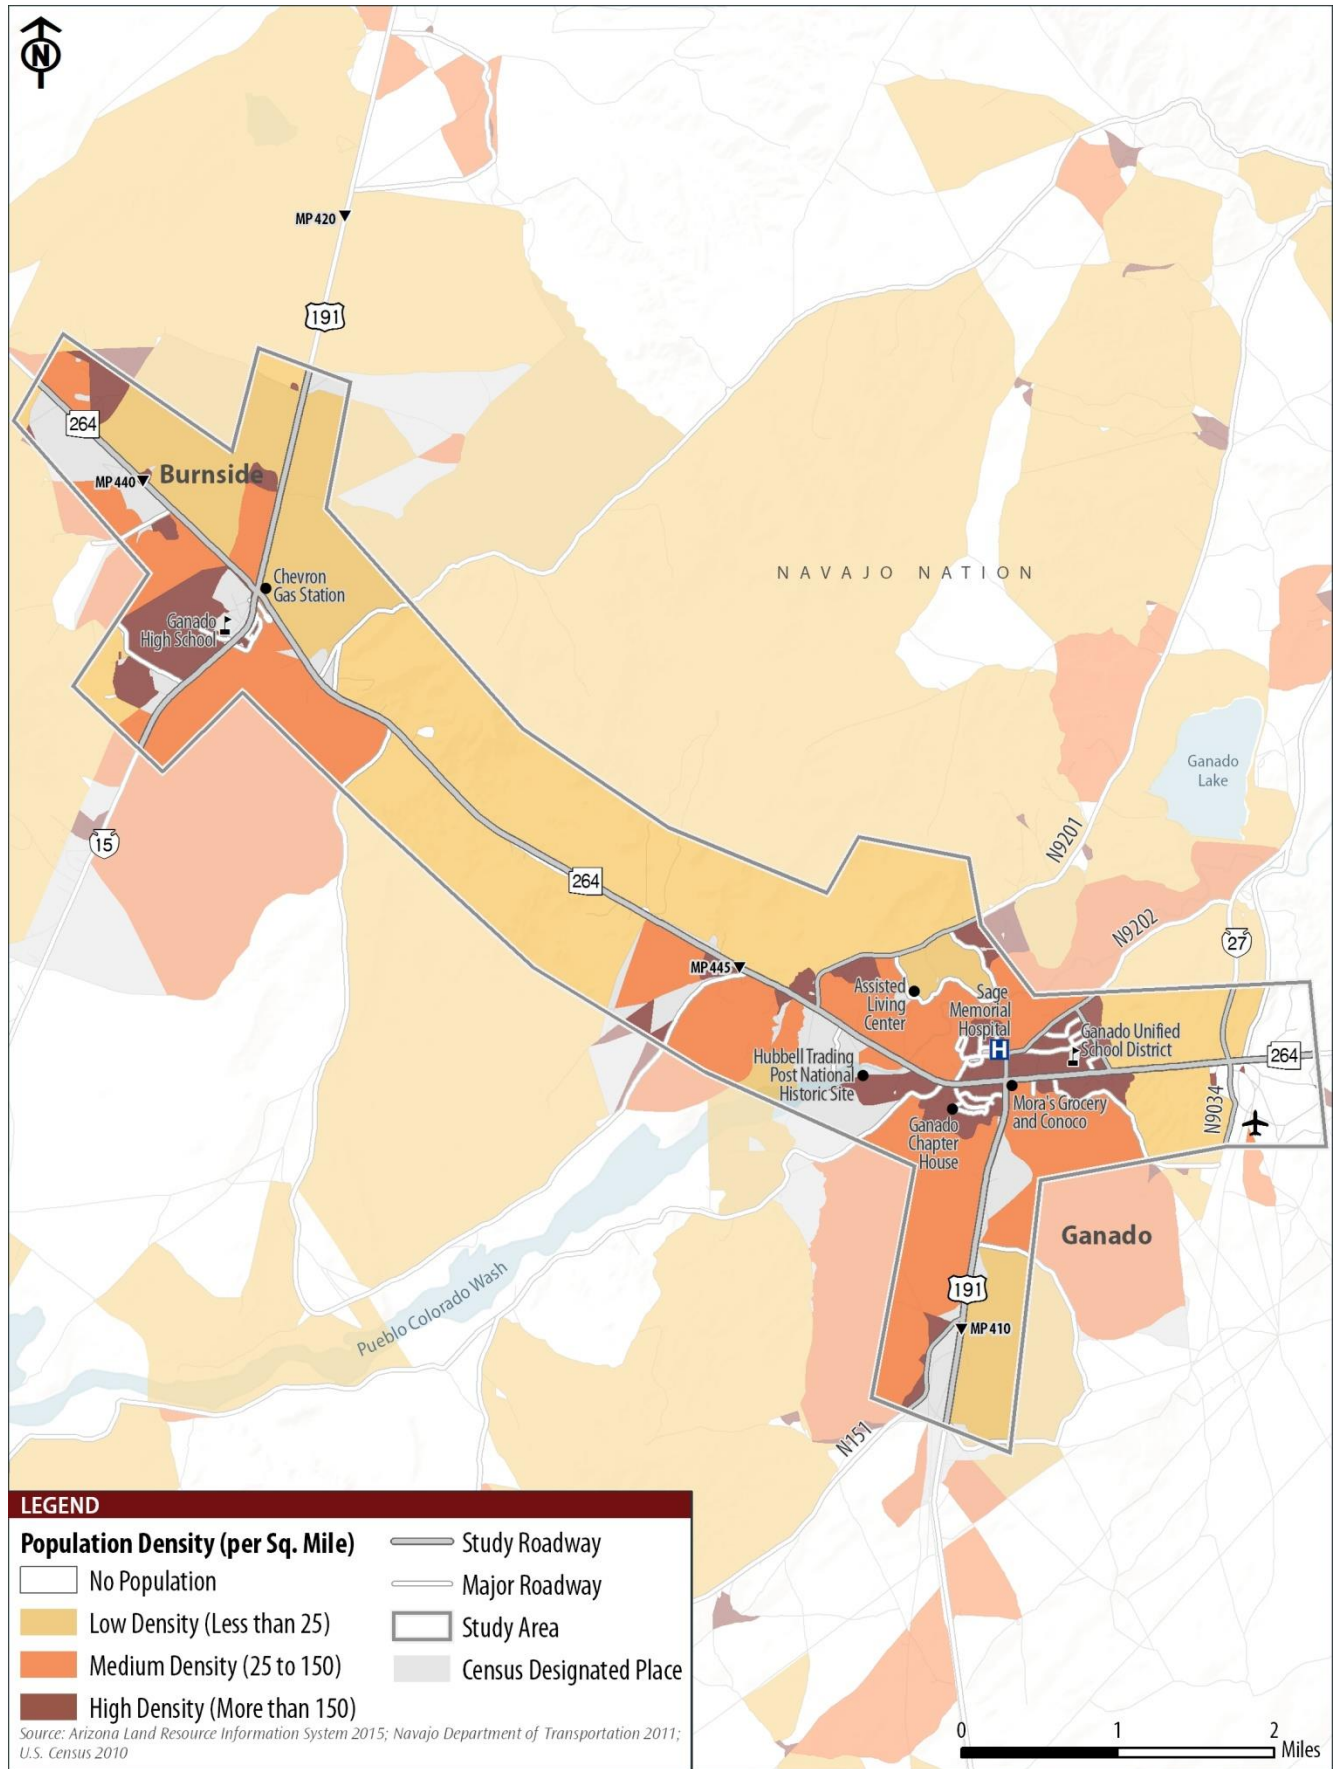 N
MP 420
191
264
MP 440
Burnside
Chevron
Gas Station
Ganado
High School
NAVAJO NATION
Ganado
Lake
15
N9201
264
N9202
27
MP 445
Assisted
Living
Center
Sage
Memorial
Hospital
H
Ganado Unified
School District
264
Hubbell Trading
Post National
Historic Site
Mora's Grocery
and Conoco
N9034
Ganado
Chapter
House
Ganado
191
Pueblo Colorado Wash
MP 410
N151
LEGEND
Population Density (per Sq. Mile)
No Population
Low Density (Less than 25)
Medium Density (25 to 150)
High Density (More than 150)
Study Roadway
Major Roadway
Study Area
Census Designated Place
Source: Arizona Land Resource Information System 2015; Navajo Department of Transportation 2011;
U.S. Census 2010
0 1 2
Miles